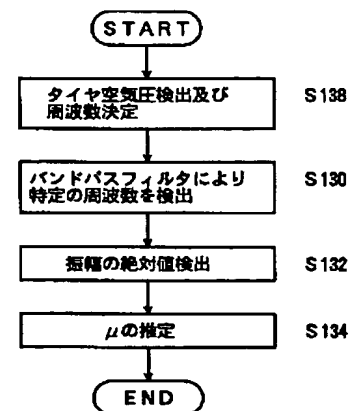 START
タイヤ空気圧検出及び
周波数決定
S138
バンドパスフィルタにより
特定の周波数を検出
S130
振幅の絶対値検出
S132
μの推定
S134
END